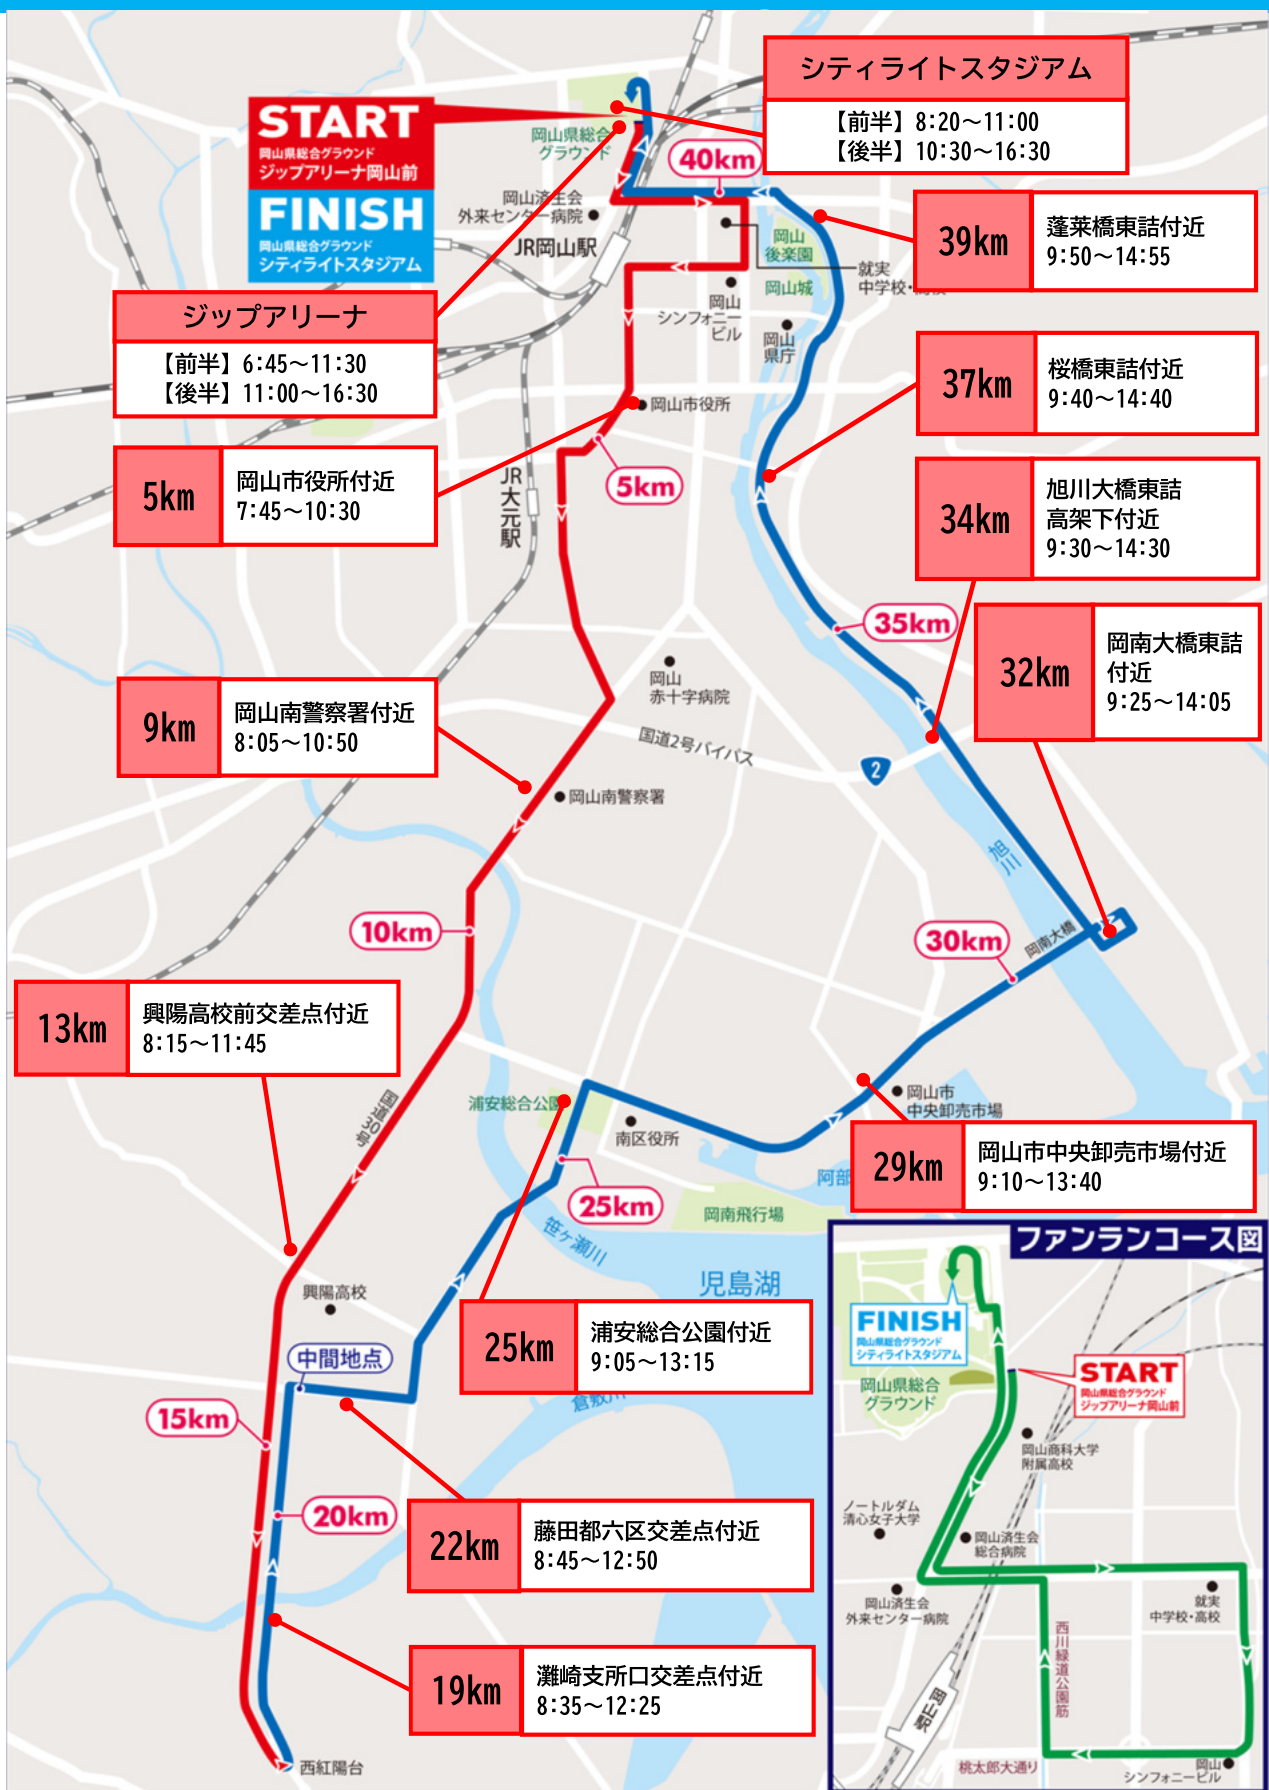 シティライトスタジアム
【前半】8:20～11:00
【後半】10:30～16:30
START
岡山県総合グラウンド
ジップアリーナ岡山前
FINISH
岡山県総合グラウンド
シティライトスタジアム
岡山県総合
グラウンド
40km
岡山済生会
外来センター病院
JR岡山駅
岡山
後楽園
岡山城
就実
中学校・
39km
蓬莱橋東詰付近
9:50～14:55
ジップアリーナ
【前半】6:45～11:30
【後半】11:00～16:30
岡山
シンフォニー
ビル
岡山
県庁
37km
桜橋東詰付近
9:40～14:40
岡山市役所
5km
岡山市役所付近
7:45～10:30
5km
JR大元駅
34km
旭川大橋東詰
高架下付近
9:30～14:30
35km
32km
岡南大橋東詰
付近
9:25～14:05
岡山
赤十字病院
9km
岡山南警察署付近
8:05～10:50
国道2号バイパス
2
岡山南警察署
旭川
10km
30km
岡南大橋
13km
興陽高校前交差点付近
8:15～11:45
国道30号
浦安総合公園
南区役所
岡山市
中央卸売市場
29km
岡山市中央卸売市場付近
9:10～13:40
阿部
25km
岡南飛行場
笹ヶ瀬川
児島湖
興陽高校
25km
浦安総合公園付近
9:05～13:15
中間地点
倉敷川
15km
20km
22km
藤田都六区交差点付近
8:45～12:50
19km
灘崎支所口交差点付近
8:35～12:25
西紅陽台
ファンランコース図
FINISH
岡山県総合グラウンド
シティライトスタジアム
START
岡山県総合グラウンド
ジップアリーナ岡山前
岡山県総合
グラウンド
岡山商科大学
附属高校
ノートルダム
清心女子大学
岡山済生会
総合病院
岡山済生会
外来センター病院
就実
中学校・高校
西川緑道公園筋
岡山駅
桃太郎大通り
岡山
シンフォニービル